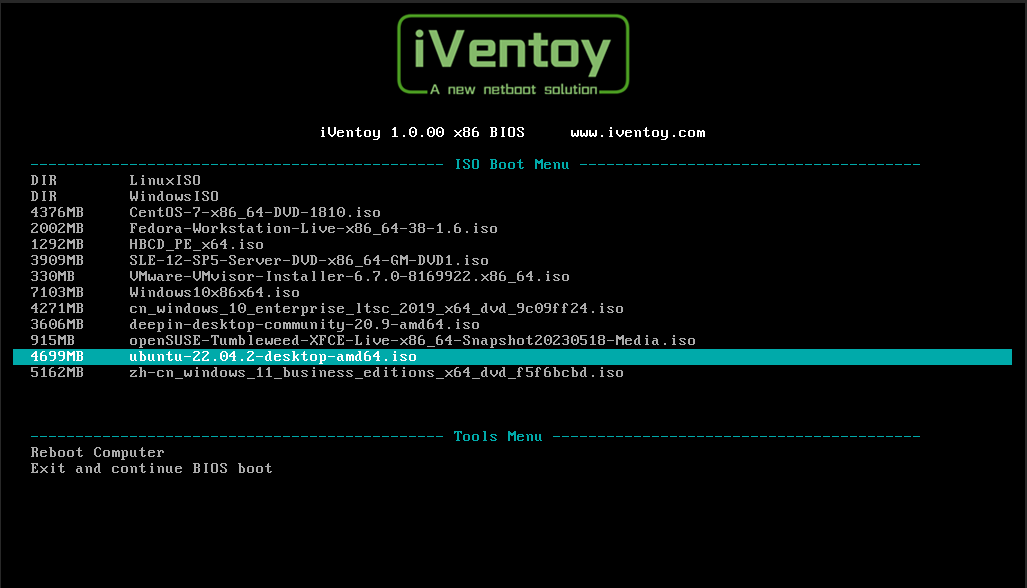 iVentoy
A new netboot solution
iVentoy 1.0.00 x86 BIOS www.iventoy.com
---------------------------------------------- ISO Boot Menu --------------------------------------
DIR LinuxISO
DIR WindowsISO
4376MB CentOS-7-x86_64-DVD-1810.iso
2002MB Fedora-Workstation-Live-x86_64-38-1.6.iso
1292MB HBCD_PE_x64.iso
3909MB SLE-12-SP5-Server-DVD-x86_64-GM-DVD1.iso
330MB VMware-VMvisor-Installer-6.7.0-8169922.x86_64.iso
7103MB Windows10x86x64.iso
4271MB cn_windows_10_enterprise_ltsc_2019_x64_dvd_9c09ff24.iso
3606MB deepin-desktop-community-20.9-amd64.iso
915MB openSUSE-Tumbleweed-XFCE-Live-x86_64-Snapshot20230518-Media.iso
4699MB ubuntu-22.04.2-desktop-amd64.iso
5162MB zh-cn_windows_11_business_editions_x64_dvd_f5f6bcbd.iso
---------------------------------------------- Tools Menu -----------------------------------------
Reboot Computer
Exit and continue BIOS boot